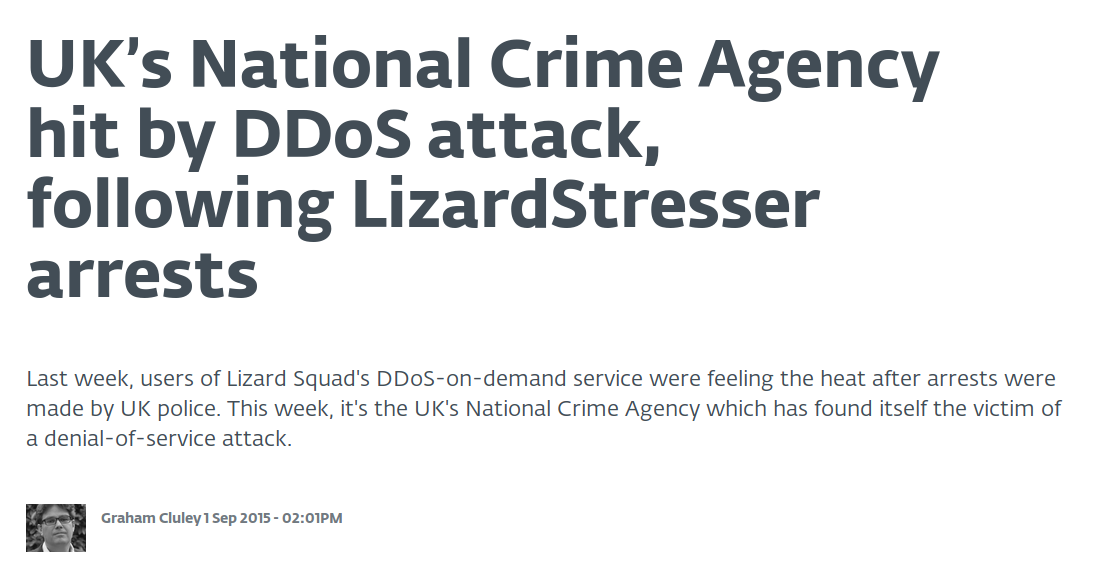 UK’s National Crime Agency
hit by DDoS attack,
following LizardStresser
arrests
Last week, users of Lizard Squad's DDoS-on-demand service were feeling the heat after arrests were
made by UK police. This week, it's the UK's National Crime Agency which has found itself the victim of
a denial-of-service attack.
Graham Cluley 1 Sep 2015 - 02:01PM